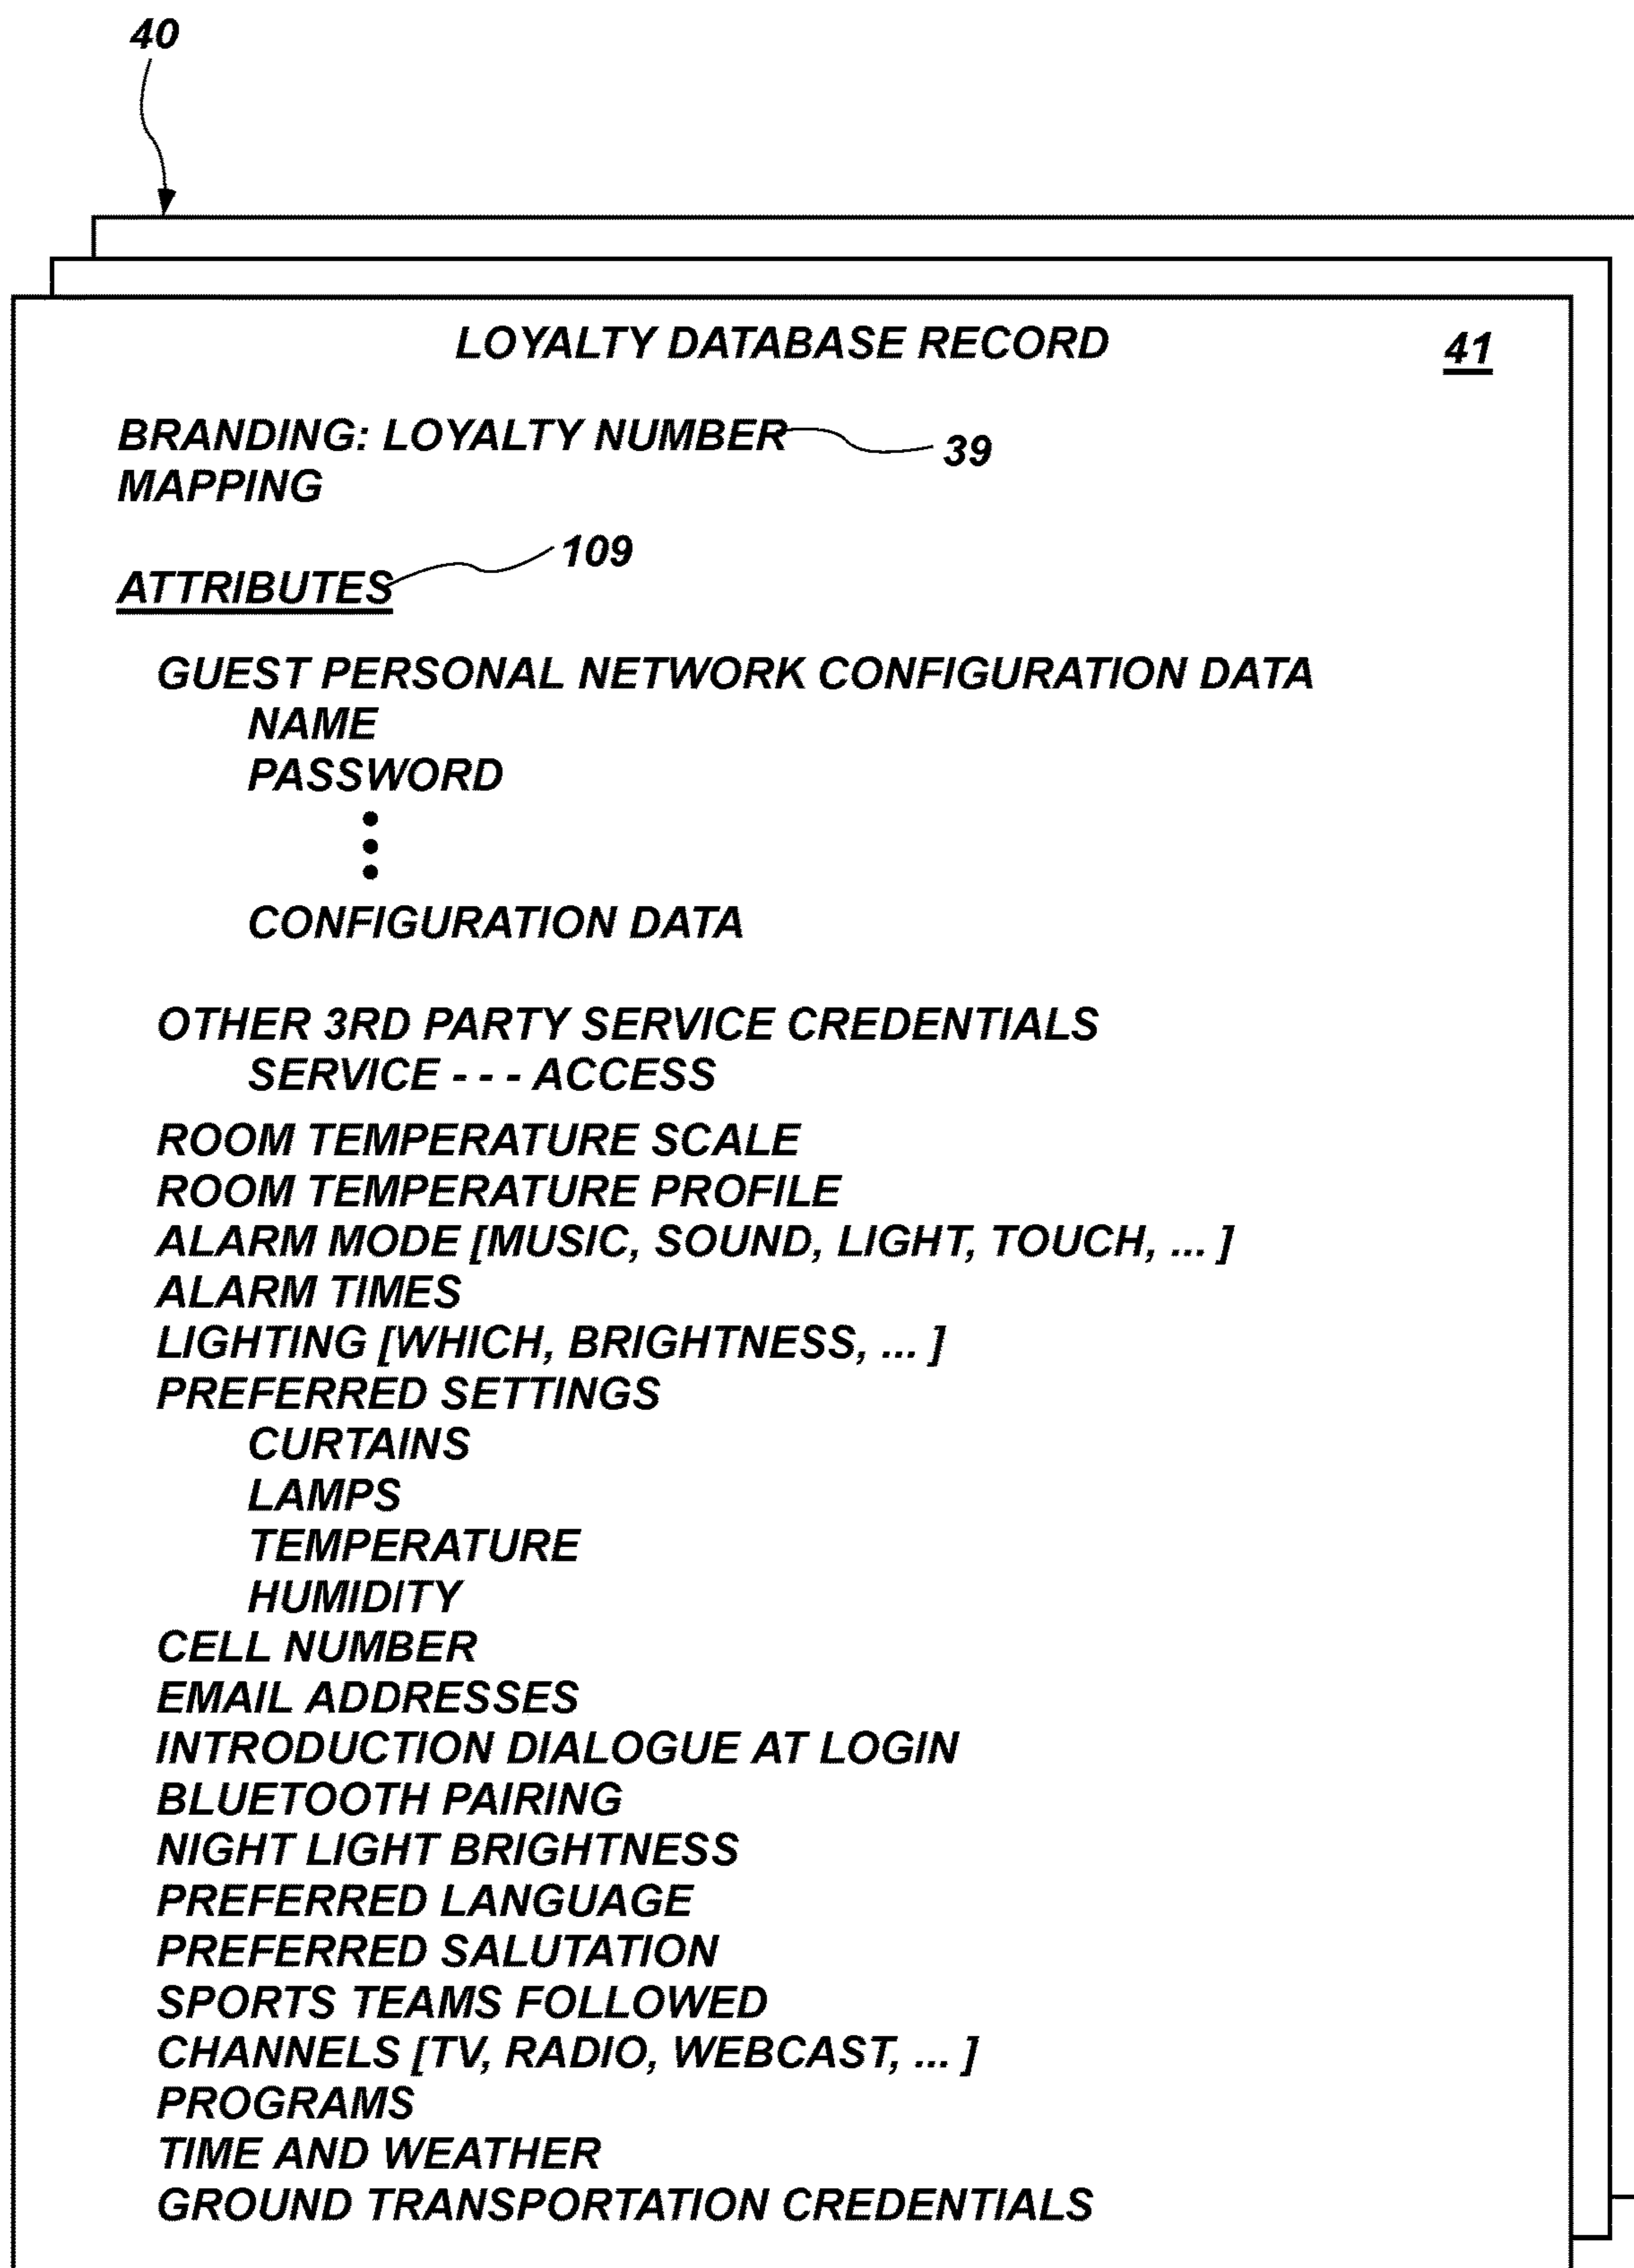 40
LOYALTY DATABASE RECORD 41
BRANDING: LOYALTY NUMBER 39
MAPPING
109
ATTRIBUTES
GUEST PERSONAL NETWORK CONFIGURATION DATA
NAME
PASSWORD
CONFIGURATION DATA
OTHER 3RD PARTY SERVICE CREDENTIALS
SERVICE - - - ACCESS
ROOM TEMPERATURE SCALE
ROOM TEMPERATURE PROFILE
ALARM MODE [MUSIC, SOUND, LIGHT, TOUCH, ... ]
ALARM TIMES
LIGHTING [WHICH, BRIGHTNESS, ... ]
PREFERRED SETTINGS
CURTAINS
LAMPS
TEMPERATURE
HUMIDITY
CELL NUMBER
EMAIL ADDRESSES
INTRODUCTION DIALOGUE AT LOGIN
BLUETOOTH PAIRING
NIGHT LIGHT BRIGHTNESS
PREFERRED LANGUAGE
PREFERRED SALUTATION
SPORTS TEAMS FOLLOWED
CHANNELS [TV, RADIO, WEBCAST, ... ]
PROGRAMS
TIME AND WEATHER
GROUND TRANSPORTATION CREDENTIALS